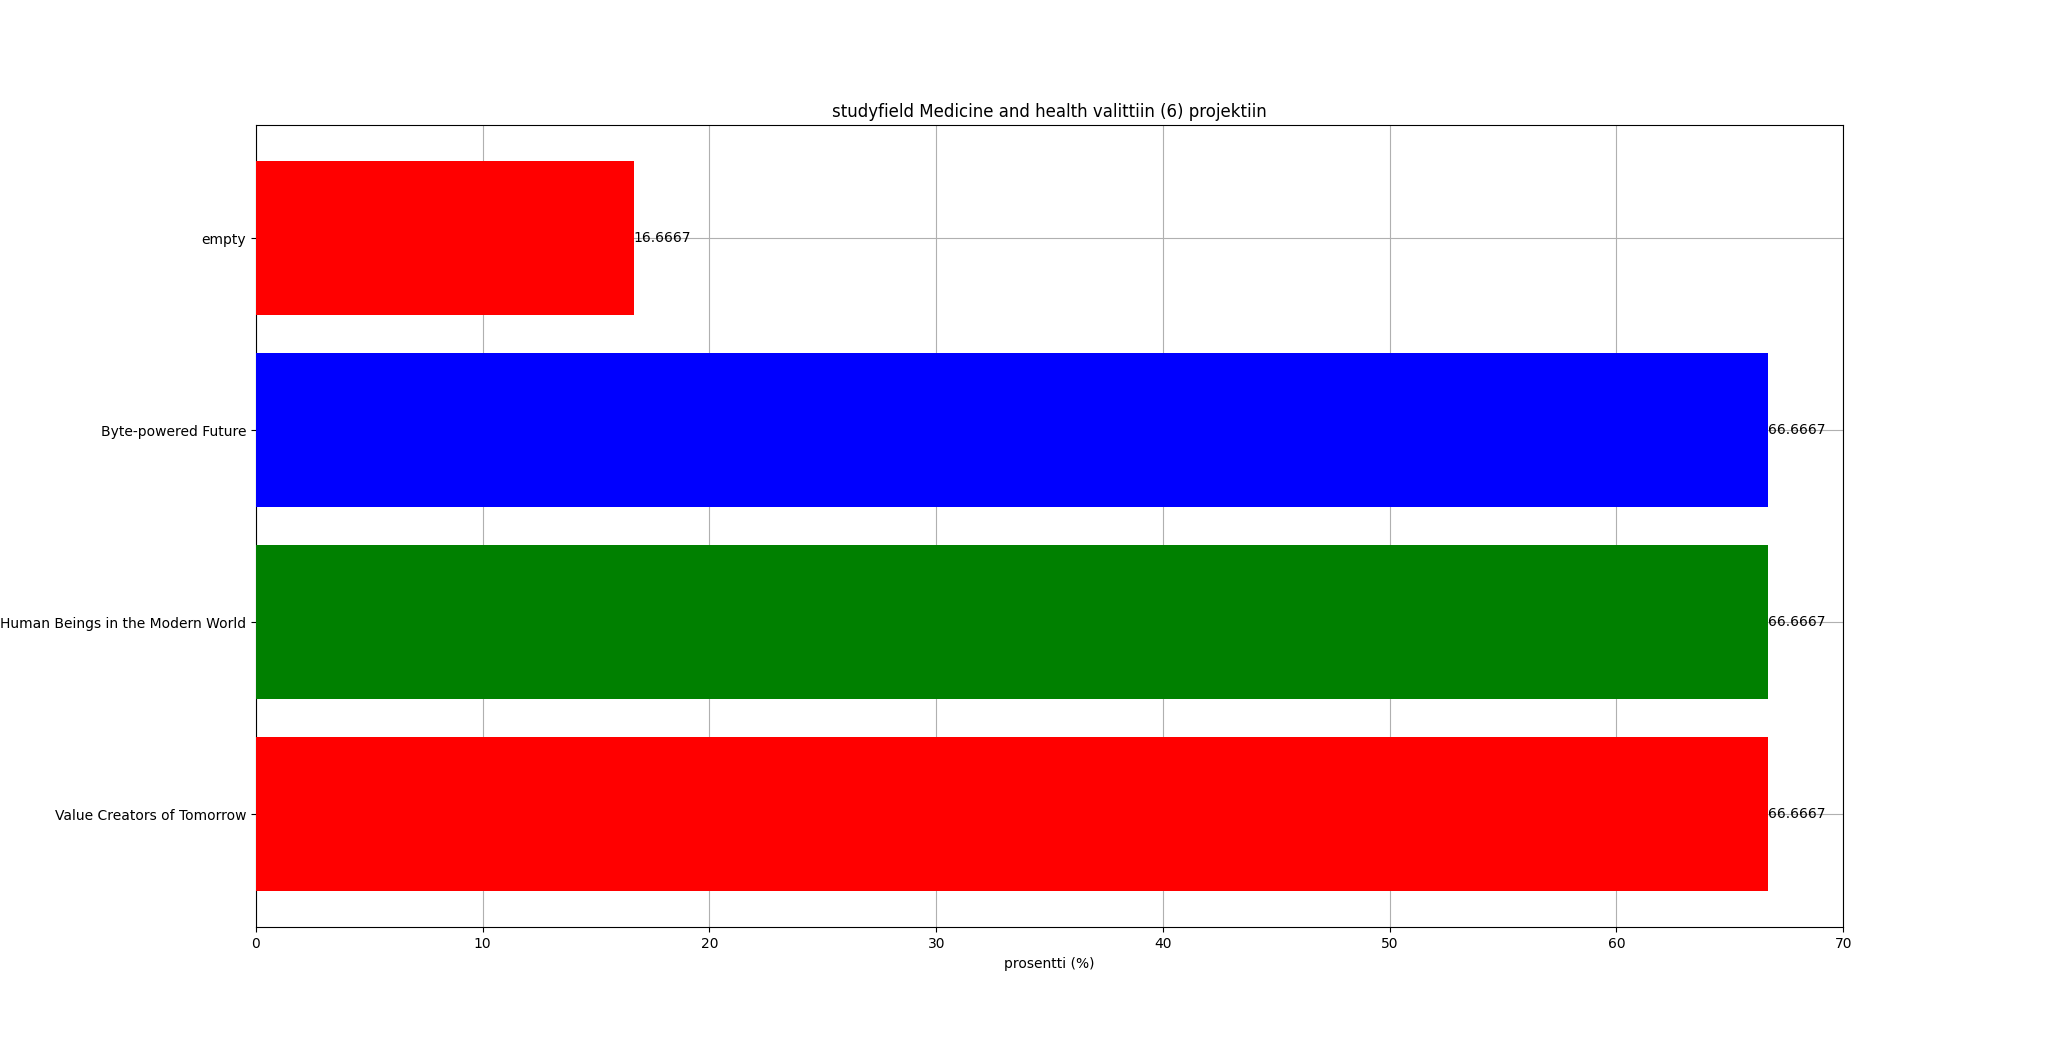 studyfield Medicine and health valittiin (6) projektiin
empty
16.6667
Byte-powered Future
66.6667
Human Beings in the Modern World
66.6667
Value Creators of Tomorrow
66.6667
0 10 20 30 40 50 60 70
prosentti (%)